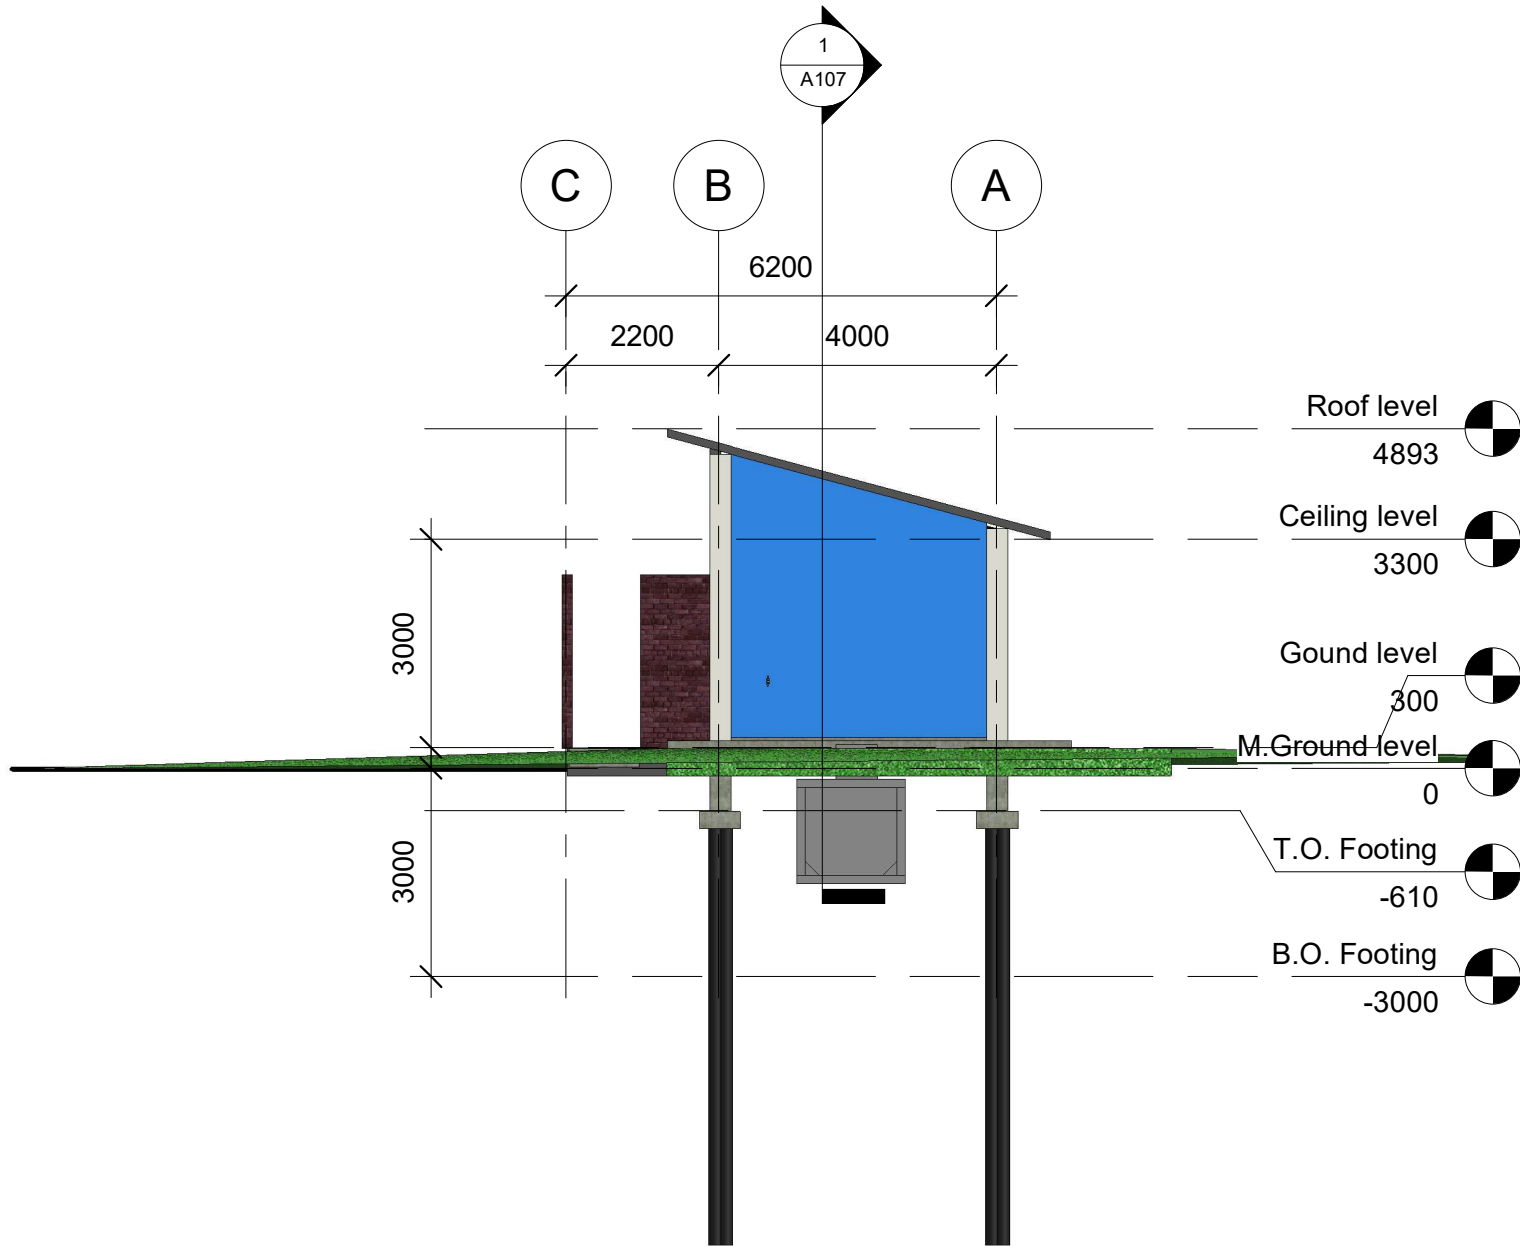 1
A107
C
B
A
6200
2200
4000
Roof level
4893
Ceiling level
3300
3000
Gound level
300
M.Ground level
0
3000
T.O. Footing
-610
B.O. Footing
-3000